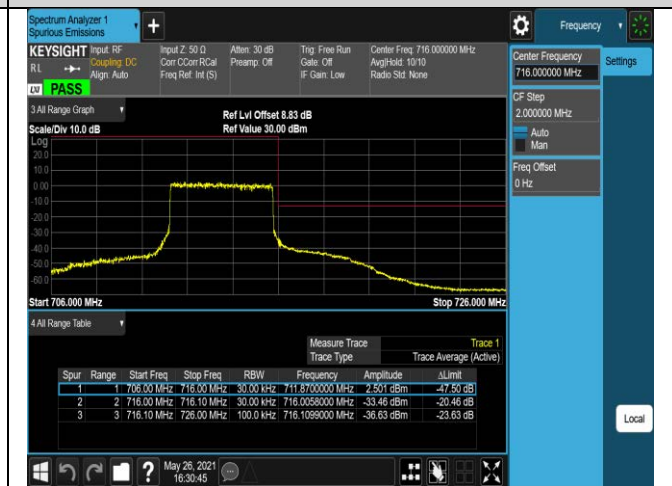 Spectrum Analyzer 1
Spurious Emissions
Frequency
KEYSIGHT
RL
Input: RF
Coupling: DC
Align: Auto
Input Z: 50 Ω
Corr CCorr RCal
Freq Ref: Int (S)
Atten: 30 dB
Preamp: Off
Trig: Free Run
Gate: Off
IF Gain: Low
Center Freq: 716.000000 MHz
Avg|Hold: 10/10
Radio Std: None
LXI PASS
Center Frequency
716.000000 MHz
Settings
CF Step
2.000000 MHz
Auto
Man
Freq Offset
0 Hz
3 All Range Graph
Scale/Div 10.0 dB
Ref Lvl Offset 8.83 dB
Ref Value 30.00 dBm
Log
20.0
10.0
0.00
-10.0
-20.0
-30.0
-40.0
-50.0
-60.0
Start 706.000 MHz
Stop 726.000 MHz
4 All Range Table
Measure Trace Trace 1
Trace Type Trace Average (Active)
Spur Range Start Freq Stop Freq RBW Frequency Amplitude ΔLimit
1 1 706.00 MHz 716.00 MHz 30.00 kHz 711.8700000 MHz 2.501 dBm -47.50 dB
2 2 716.00 MHz 716.10 MHz 30.00 kHz 716.0058000 MHz -33.46 dBm -20.46 dB
3 3 716.10 MHz 726.00 MHz 100.0 kHz 716.1099000 MHz -36.63 dBm -23.63 dB
Local
May 26, 2021
16:30:45